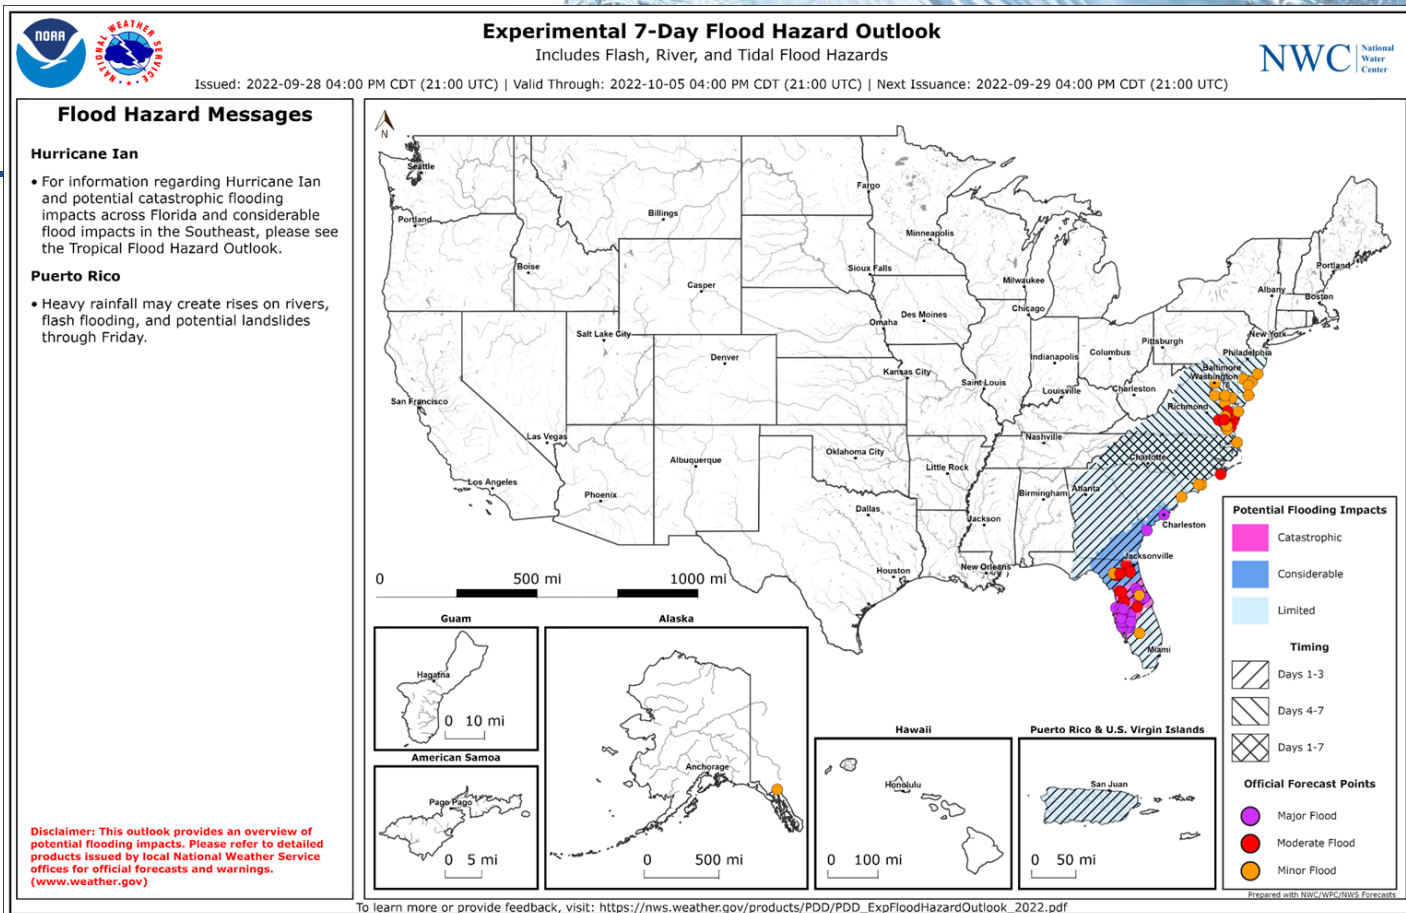 Experimental 7-Day Flood Hazard Outlook
Includes Flash, River, and Tidal Flood Hazards
Issued: 2022-09-28 04:00 PM CDT (21:00 UTC) | Valid Through: 2022-10-05 04:00 PM CDT (21:00 UTC) | Next Issuance: 2022-09-29 04:00 PM CDT (21:00 UTC)
NOAA
NATIONAL WEATHER SERVICE
NWC
National
Water
Center
Flood Hazard Messages
Hurricane Ian
• For information regarding Hurricane Ian
and potential catastrophic flooding
impacts across Florida and considerable
flood impacts in the Southeast, please see
the Tropical Flood Hazard Outlook.
Puerto Rico
• Heavy rainfall may create rises on rivers,
flash flooding, and potential landslides
through Friday.
Disclaimer: This outlook provides an overview of
potential flooding impacts. Please refer to detailed
products issued by local National Weather Service
offices for official forecasts and warnings.
(www.weather.gov)
N
Seattle
Portland
Billings
Fargo
Minneapolis
Boise
Casper
Sioux Falls
Milwaukee
Chicago
Portland
Albany
Boston
Salt Lake City
Omaha
Des Moines
New York
Pittsburgh
Philadelphia
Denver
Indianapolis
Columbus
Baltimore
Washington
Kansas City
Saint Louis
Louisville
Charleston
San Francisco
Richmond
Las Vegas
Nashville
Albuquerque
Oklahoma City
Little Rock
Charlotte
Los Angeles
Phoenix
Birmingham
Atlanta
Dallas
Jackson
Charleston
Houston
New Orleans
Jacksonville
Miami
0 500 mi 1000 mi
Guam
Hagatna
0 10 mi
American Samoa
Pago Pago
0 5 mi
Alaska
Anchorage
0 500 mi
Hawaii
Honolulu
0 100 mi
Puerto Rico & U.S. Virgin Islands
San Juan
0 50 mi
Potential Flooding Impacts
Catastrophic
Considerable
Limited
Timing
Days 1-3
Days 4-7
Days 1-7
Official Forecast Points
Major Flood
Moderate Flood
Minor Flood
Prepared with NWC/WPC/NWS Forecasts
To learn more or provide feedback, visit: https://nws.weather.gov/products/PDD/PDD_ExpFloodHazardOutlook_2022.pdf